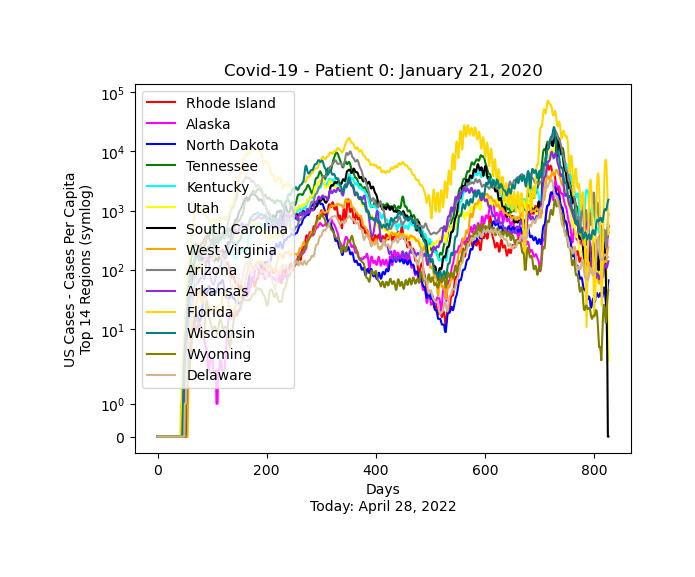 Covid-19 - Patient 0: January 21, 2020
US Cases - Cases Per Capita
Top 14 Regions (symlog)
10^5
10^4
10^3
10^2
10^1
10^0
0
Rhode Island
Alaska
North Dakota
Tennessee
Kentucky
Utah
South Carolina
West Virginia
Arizona
Arkansas
Florida
Wisconsin
Wyoming
Delaware
0 200 400 600 800
Days
Today: April 28, 2022